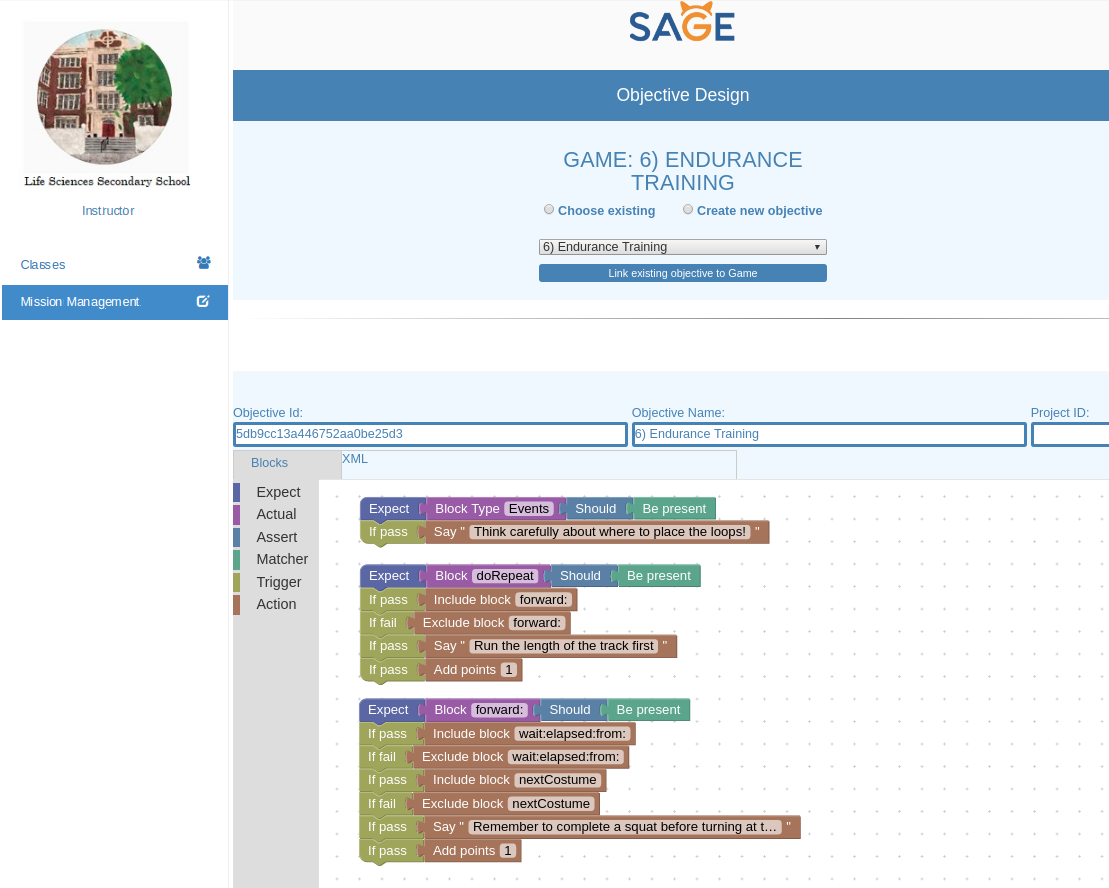 SAGE
Life Sciences Secondary School
Instructor
Classes
Mission Management
Objective Design
GAME: 6) ENDURANCE
TRAINING
Choose existing
Create new objective
6) Endurance Training
Link existing objective to Game
Objective Id:
Objective Name:
Project ID:
5db9cc13a446752aa0be25d3
6) Endurance Training
Blocks
XML
Expect
Actual
Assert
Matcher
Trigger
Action
Expect Block Type Events Should Be present
If pass Say " Think carefully about where to place the loops! "
Expect Block doRepeat Should Be present
If pass Include block forward:
If fail Exclude block forward:
If pass Say " Run the length of the track first "
If pass Add points 1
Expect Block forward: Should Be present
If pass Include block wait:elapsed:from:
If fail Exclude block wait:elapsed:from:
If pass Include block nextCostume
If fail Exclude block nextCostume
If pass Say " Remember to complete a squat before turning at t... "
If pass Add points 1